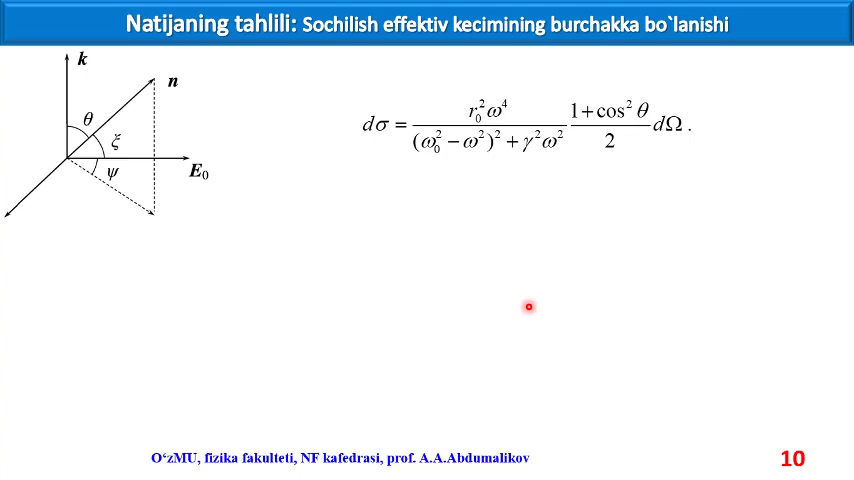 Natijaning tahlili: Sochilish effektiv kecimining burchakka bo`lanishi
k
n
θ
ξ
ψ
E₀
dσ = r₀²ω⁴ / ((ω₀² − ω²)² + γ²ω²) (1 + cos² θ) / 2 dΩ .
O‘zMU, fizika fakulteti, NF kafedrasi, prof. A.A.Abdumalikov
10